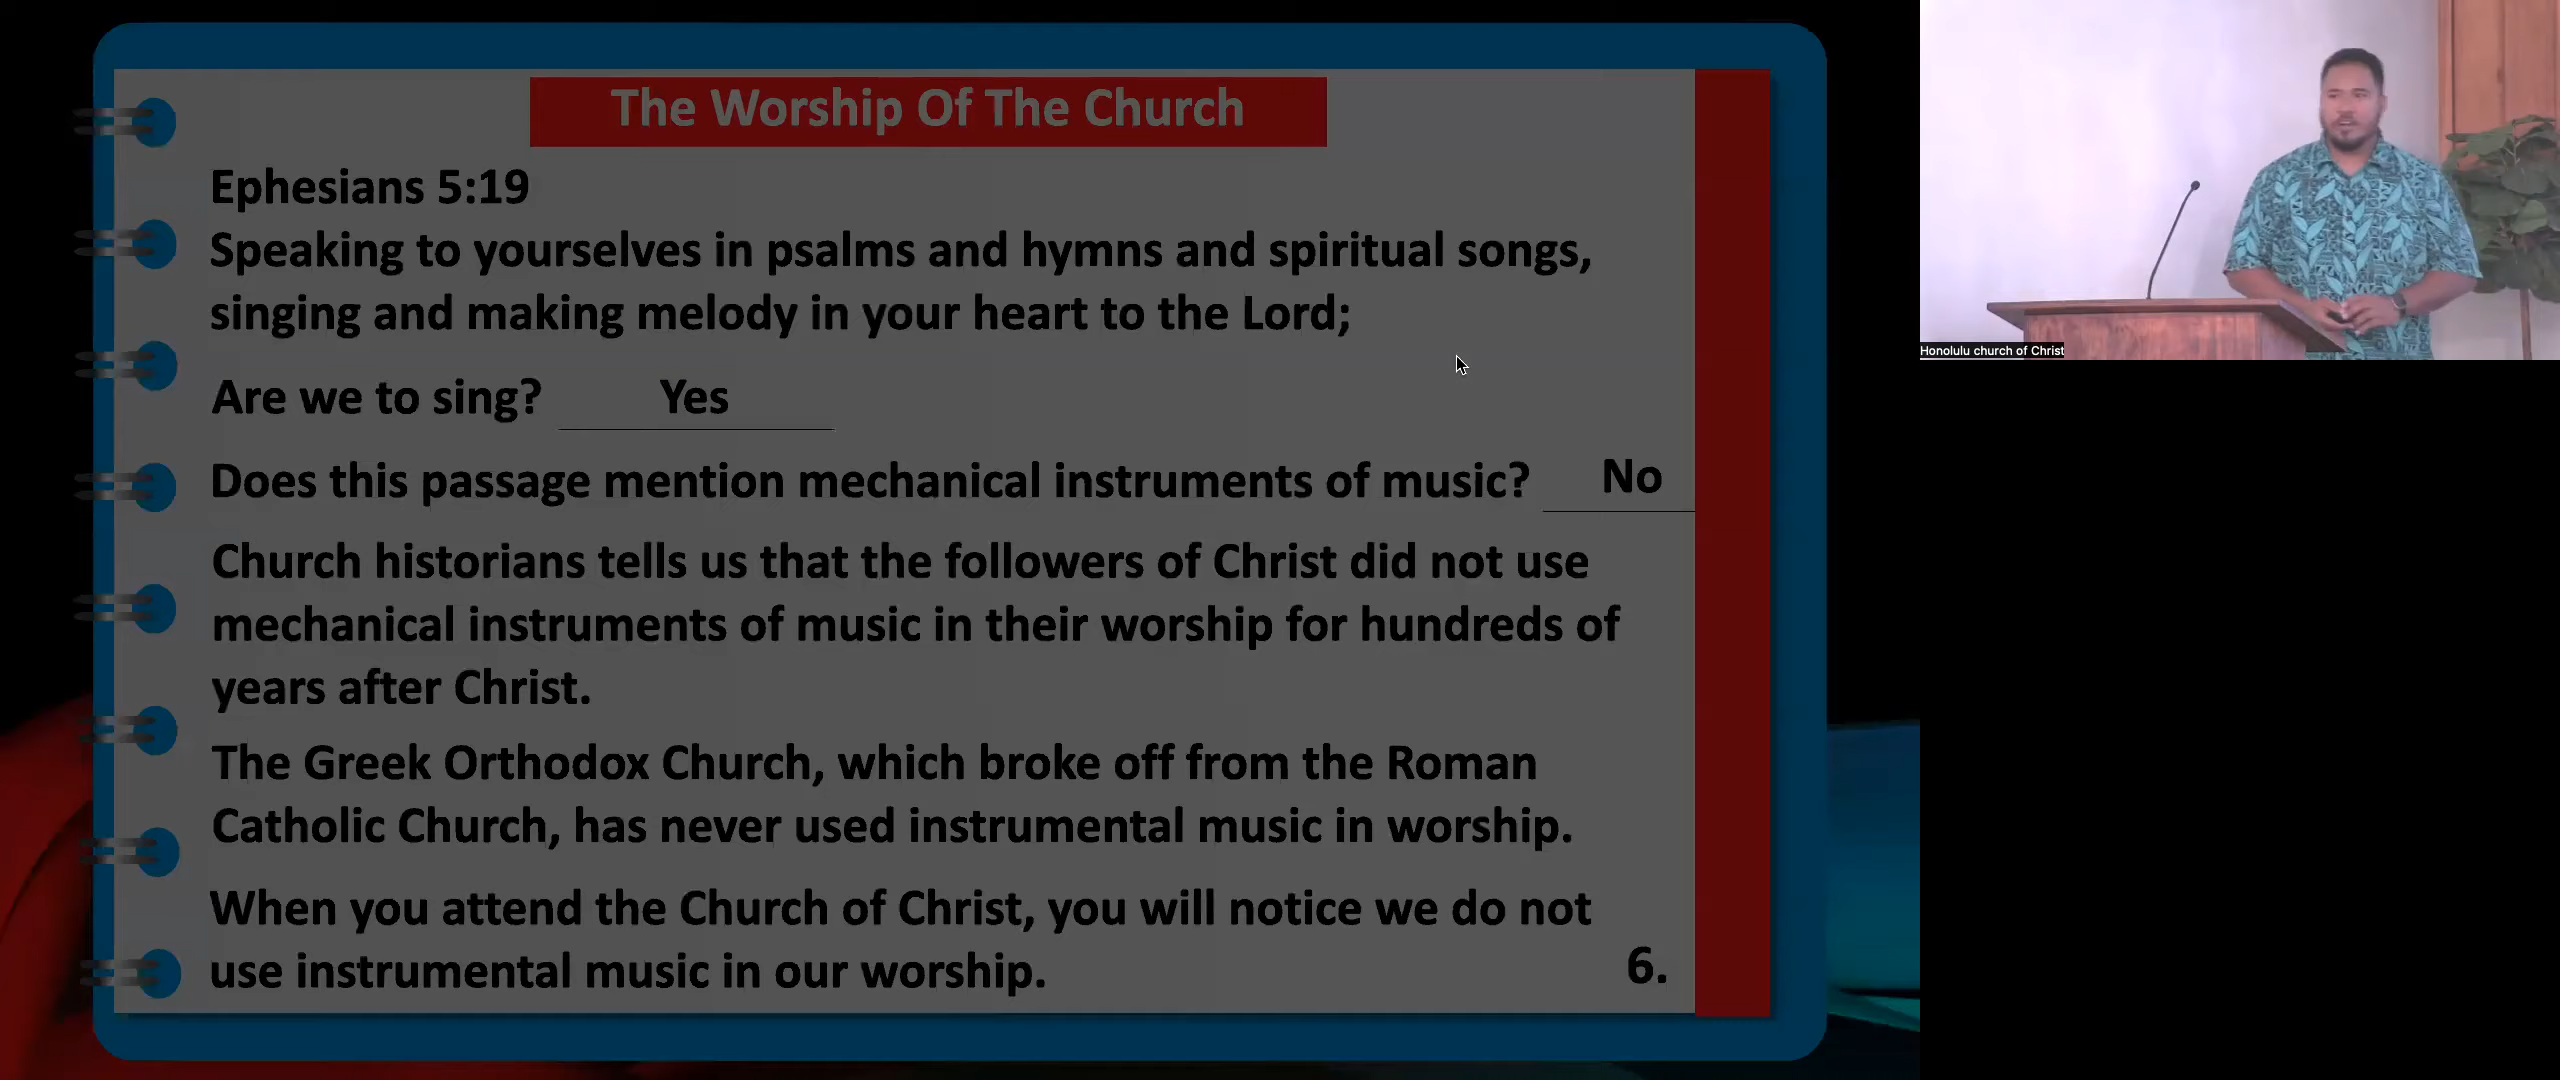 The Worship Of The Church
Ephesians 5:19
Speaking to yourselves in psalms and hymns and spiritual songs,
singing and making melody in your heart to the Lord;
Are we to sing? Yes
Does this passage mention mechanical instruments of music? No
Church historians tells us that the followers of Christ did not use
mechanical instruments of music in their worship for hundreds of
years after Christ.
The Greek Orthodox Church, which broke off from the Roman
Catholic Church, has never used instrumental music in worship.
When you attend the Church of Christ, you will notice we do not
use instrumental music in our worship.
6.
Honolulu church of Christ